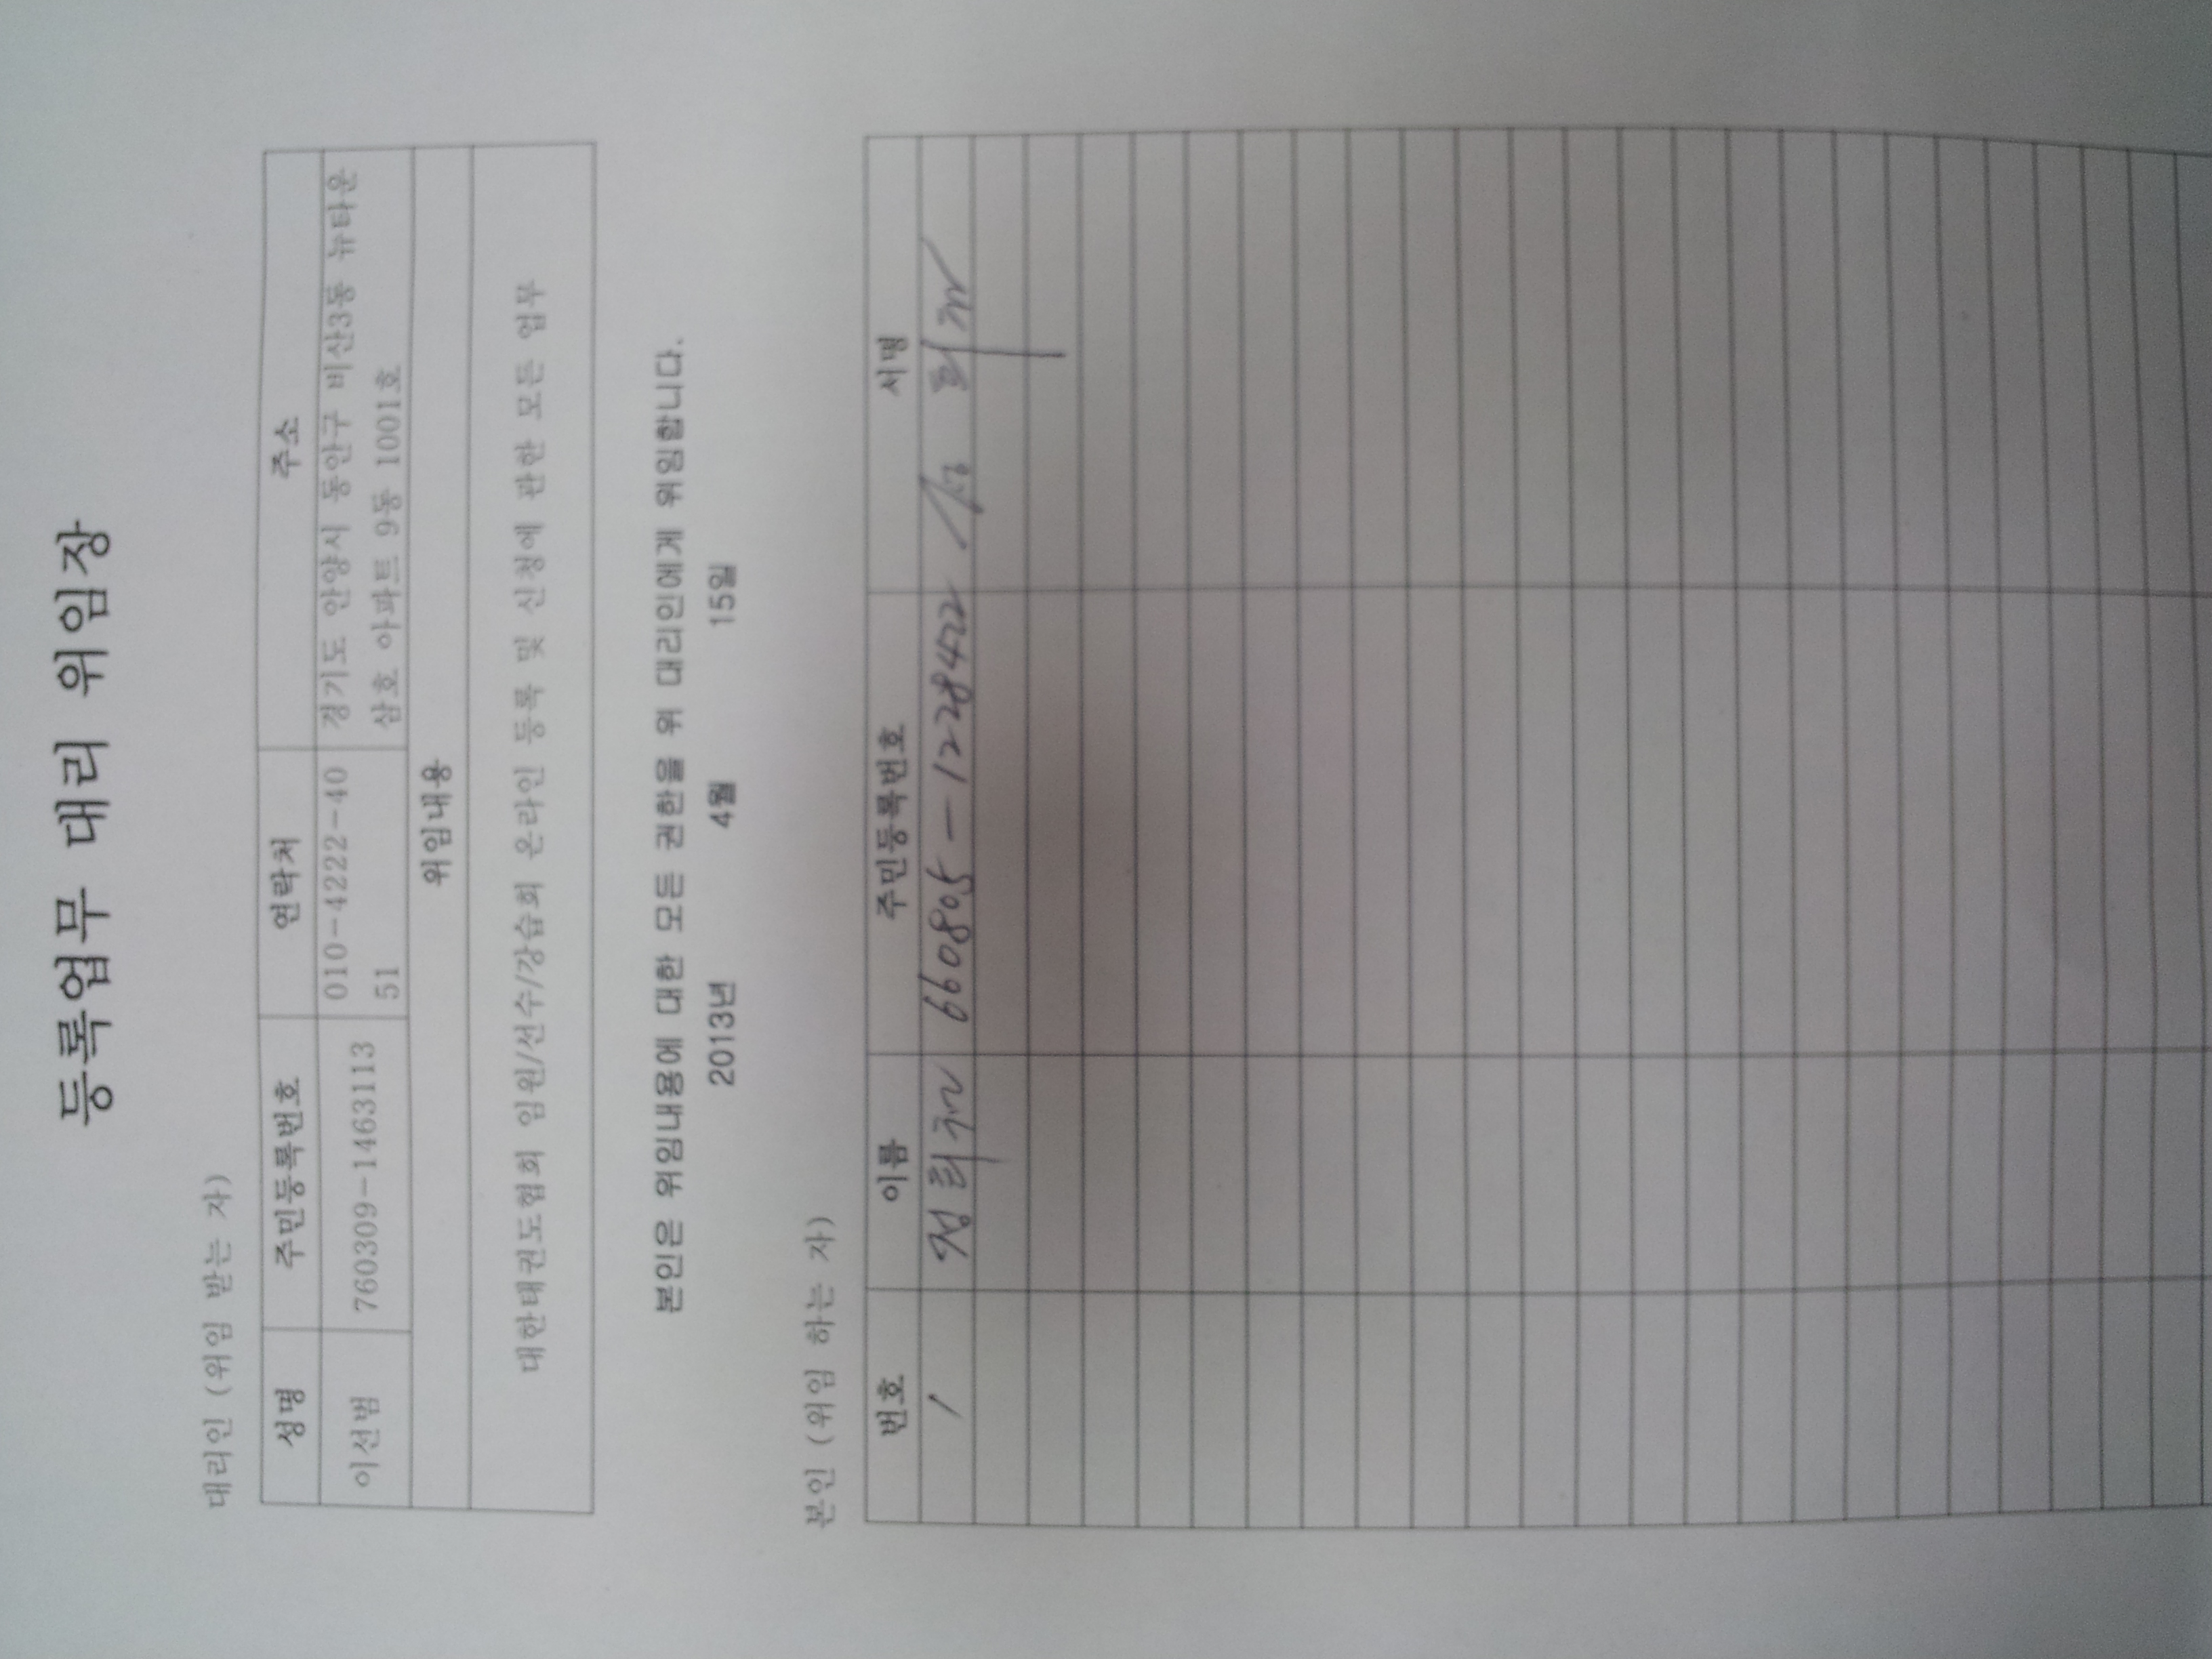 등록업무 대리 위임장
대리인 (위임 받는 자)
성명 주민등록번호 연락처 주소
이선범 760309-1463113 010-4222-40 경기도 안양시 동안구 비산3동 뉴타운
51 삼호 아파트 9동 1001호
위임내용
대한태권도협회 임원/선수/강습회 온라인 등록 및 신청에 관한 모든 업무
본인은 위임내용에 대한 모든 권한을 위 대리인에게 위임합니다.
2013년 4월 15일
본인 (위임 하는 자)
번호 이름 주민등록번호 서명
1 660805-1228422